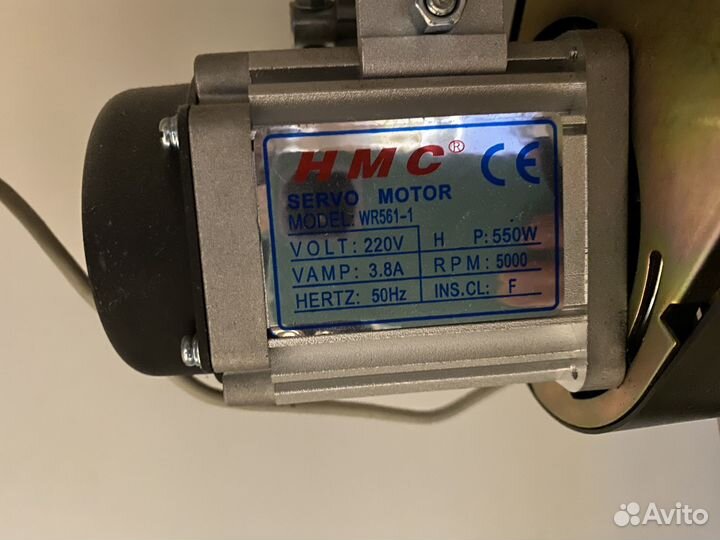 HMC® CE
SERVO MOTOR
MODEL: WR561-1
VOLT: 220V H P: 550W
VAMP: 3.8A RPM: 5000
HERTZ: 50Hz INS.CL: F
Avito